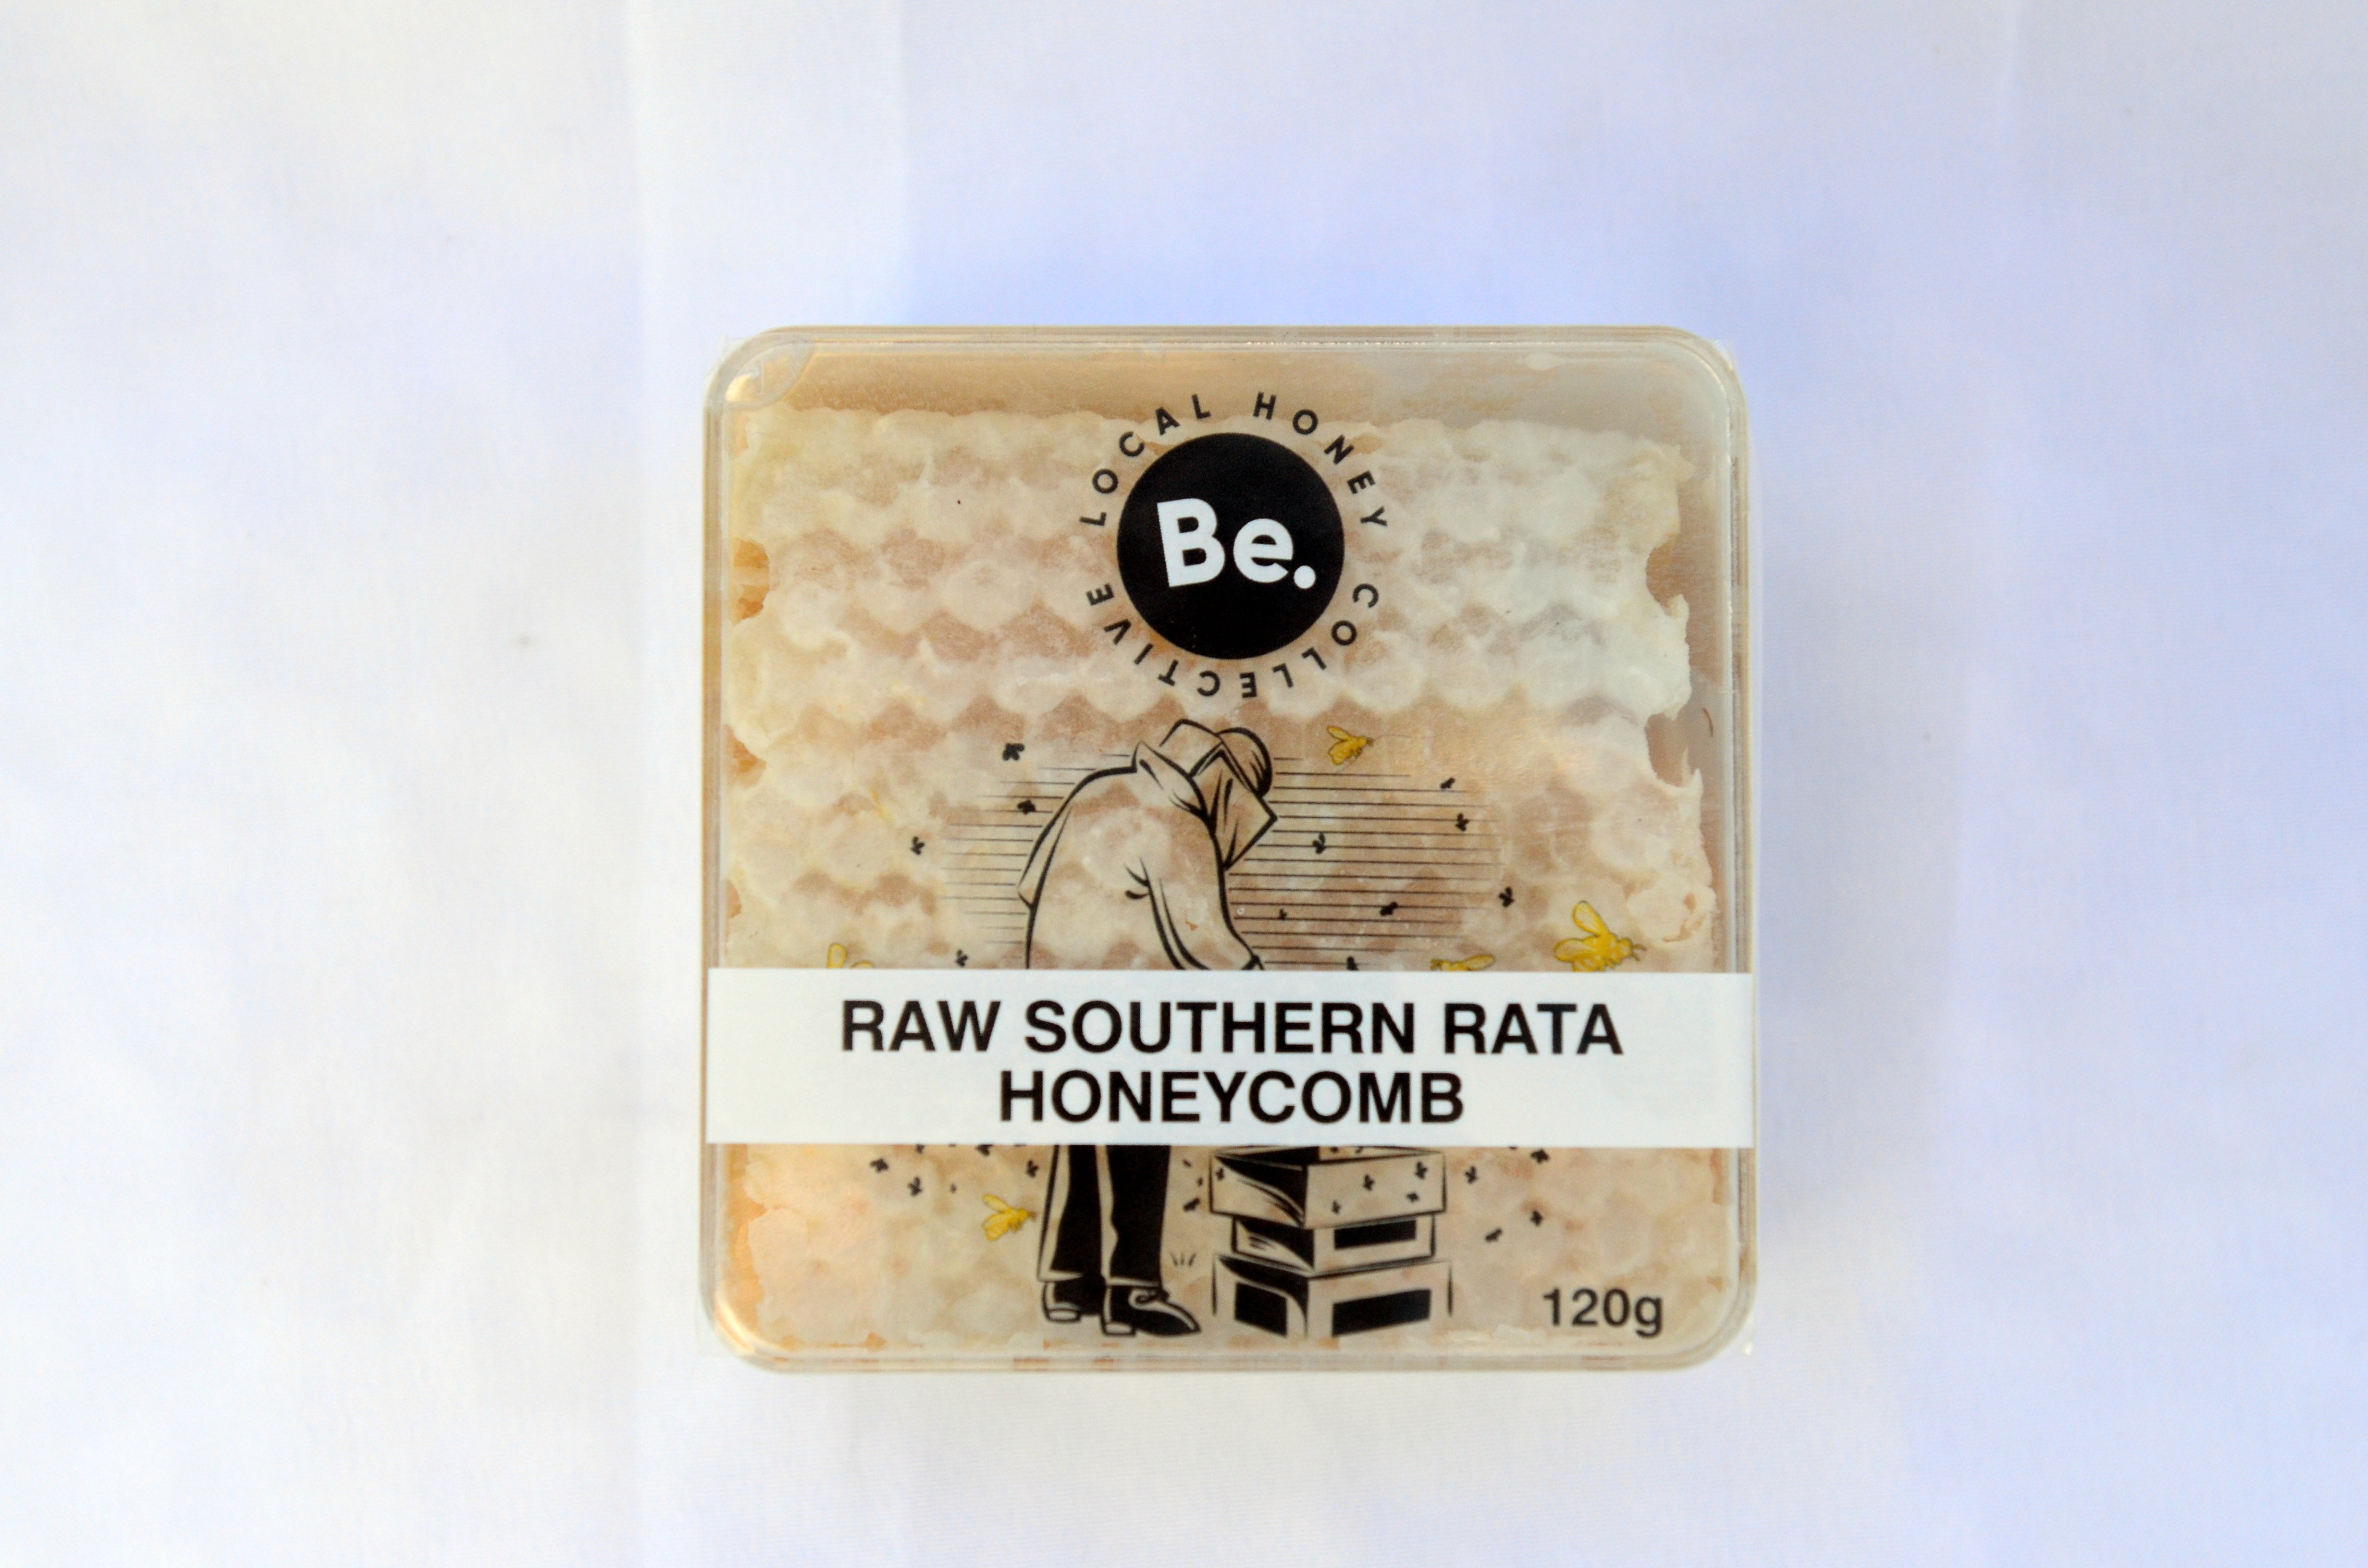 LOCAL HONEY COLLECTIVE
Be.
RAW SOUTHERN RATA
HONEYCOMB
120g